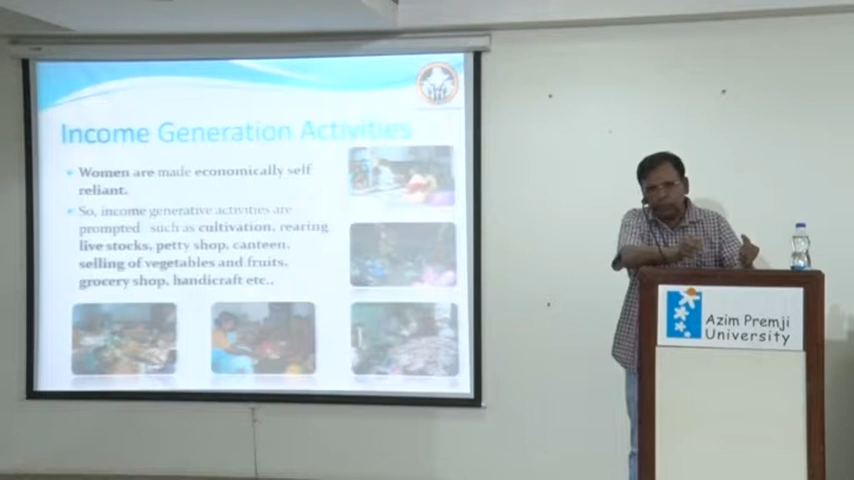 Income Generation Activities
Women are made economically self
reliant.
So, income generative activities are
prompted such as cultivation, rearing
live stocks, petty shop, canteen,
selling of vegetables and fruits,
grocery shop, handicraft etc..
Azim Premji
University